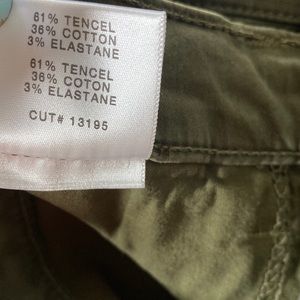 61% TENCEL
36% COTTON
3% ELASTANE
61% TENCEL
36% COTON
3% ELASTANE
CUT# 13195